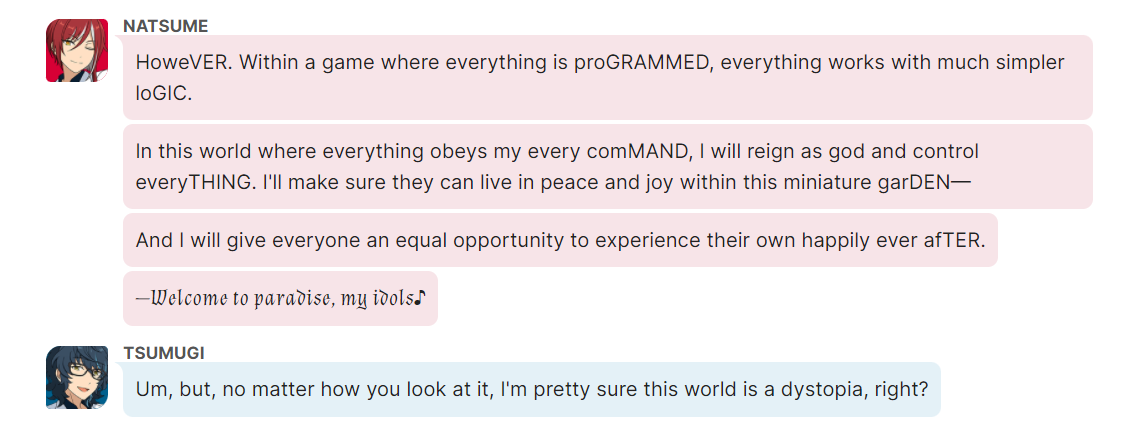 NATSUME
HoweVER. Within a game where everything is proGRAMMED, everything works with much simpler
loGIC.
In this world where everything obeys my every comMAND, I will reign as god and control
everyTHING. I'll make sure they can live in peace and joy within this miniature garDEN—
And I will give everyone an equal opportunity to experience their own happily ever afTER.
—Welcome to paradise, my idols♪
TSUMUGI
Um, but, no matter how you look at it, I'm pretty sure this world is a dystopia, right?